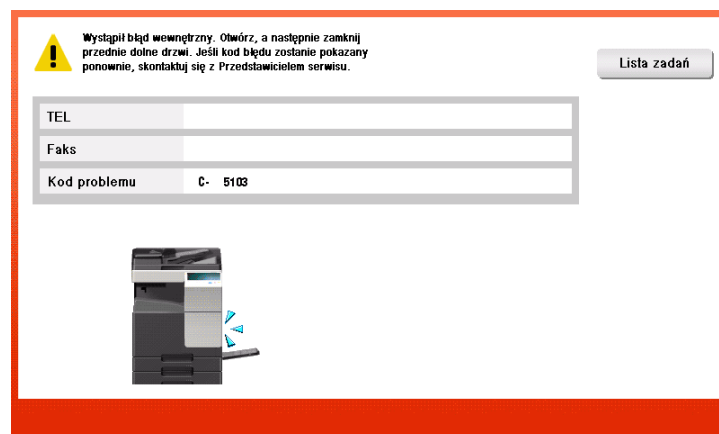 Wystąpił błąd wewnętrzny. Otwórz, a następnie zamknij
przednie dolne drzwi. Jeśli kod błędu zostanie pokazany
ponownie, skontaktuj się z Przedstawicielem serwisu.
Lista zadań
TEL
Faks
Kod problemu C- 5103